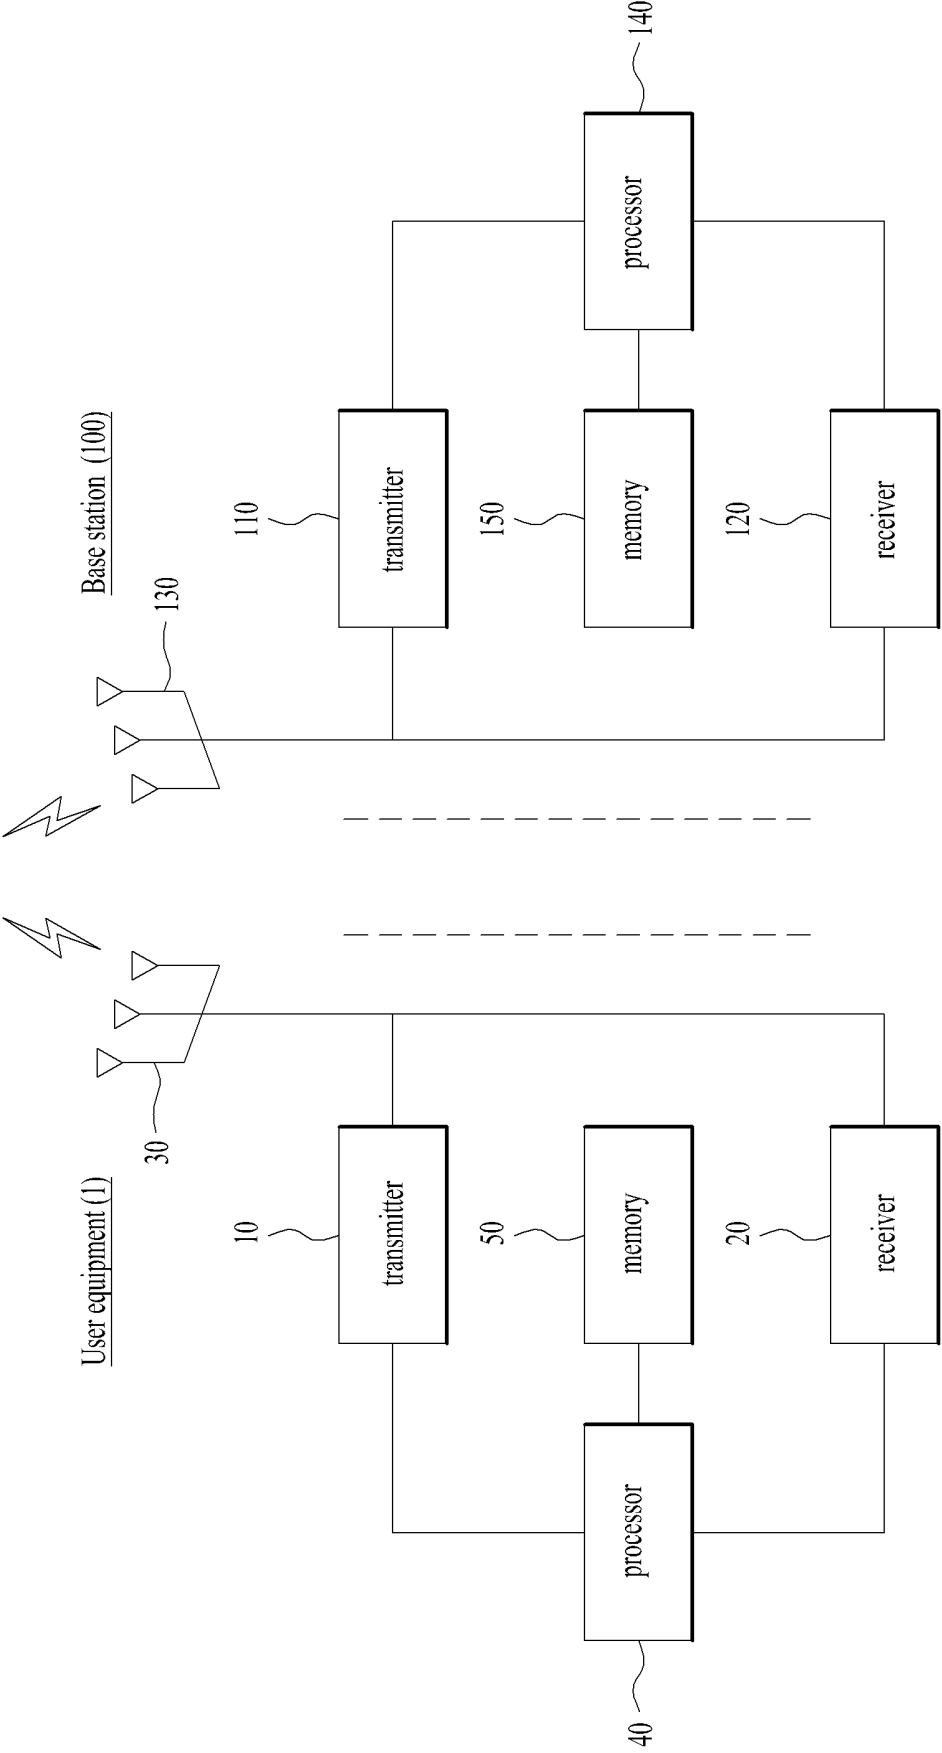 User equipment (1)
Base station (100)
30
130
10
transmitter
110
transmitter
40
processor
50
memory
150
memory
processor
140
20
receiver
120
receiver